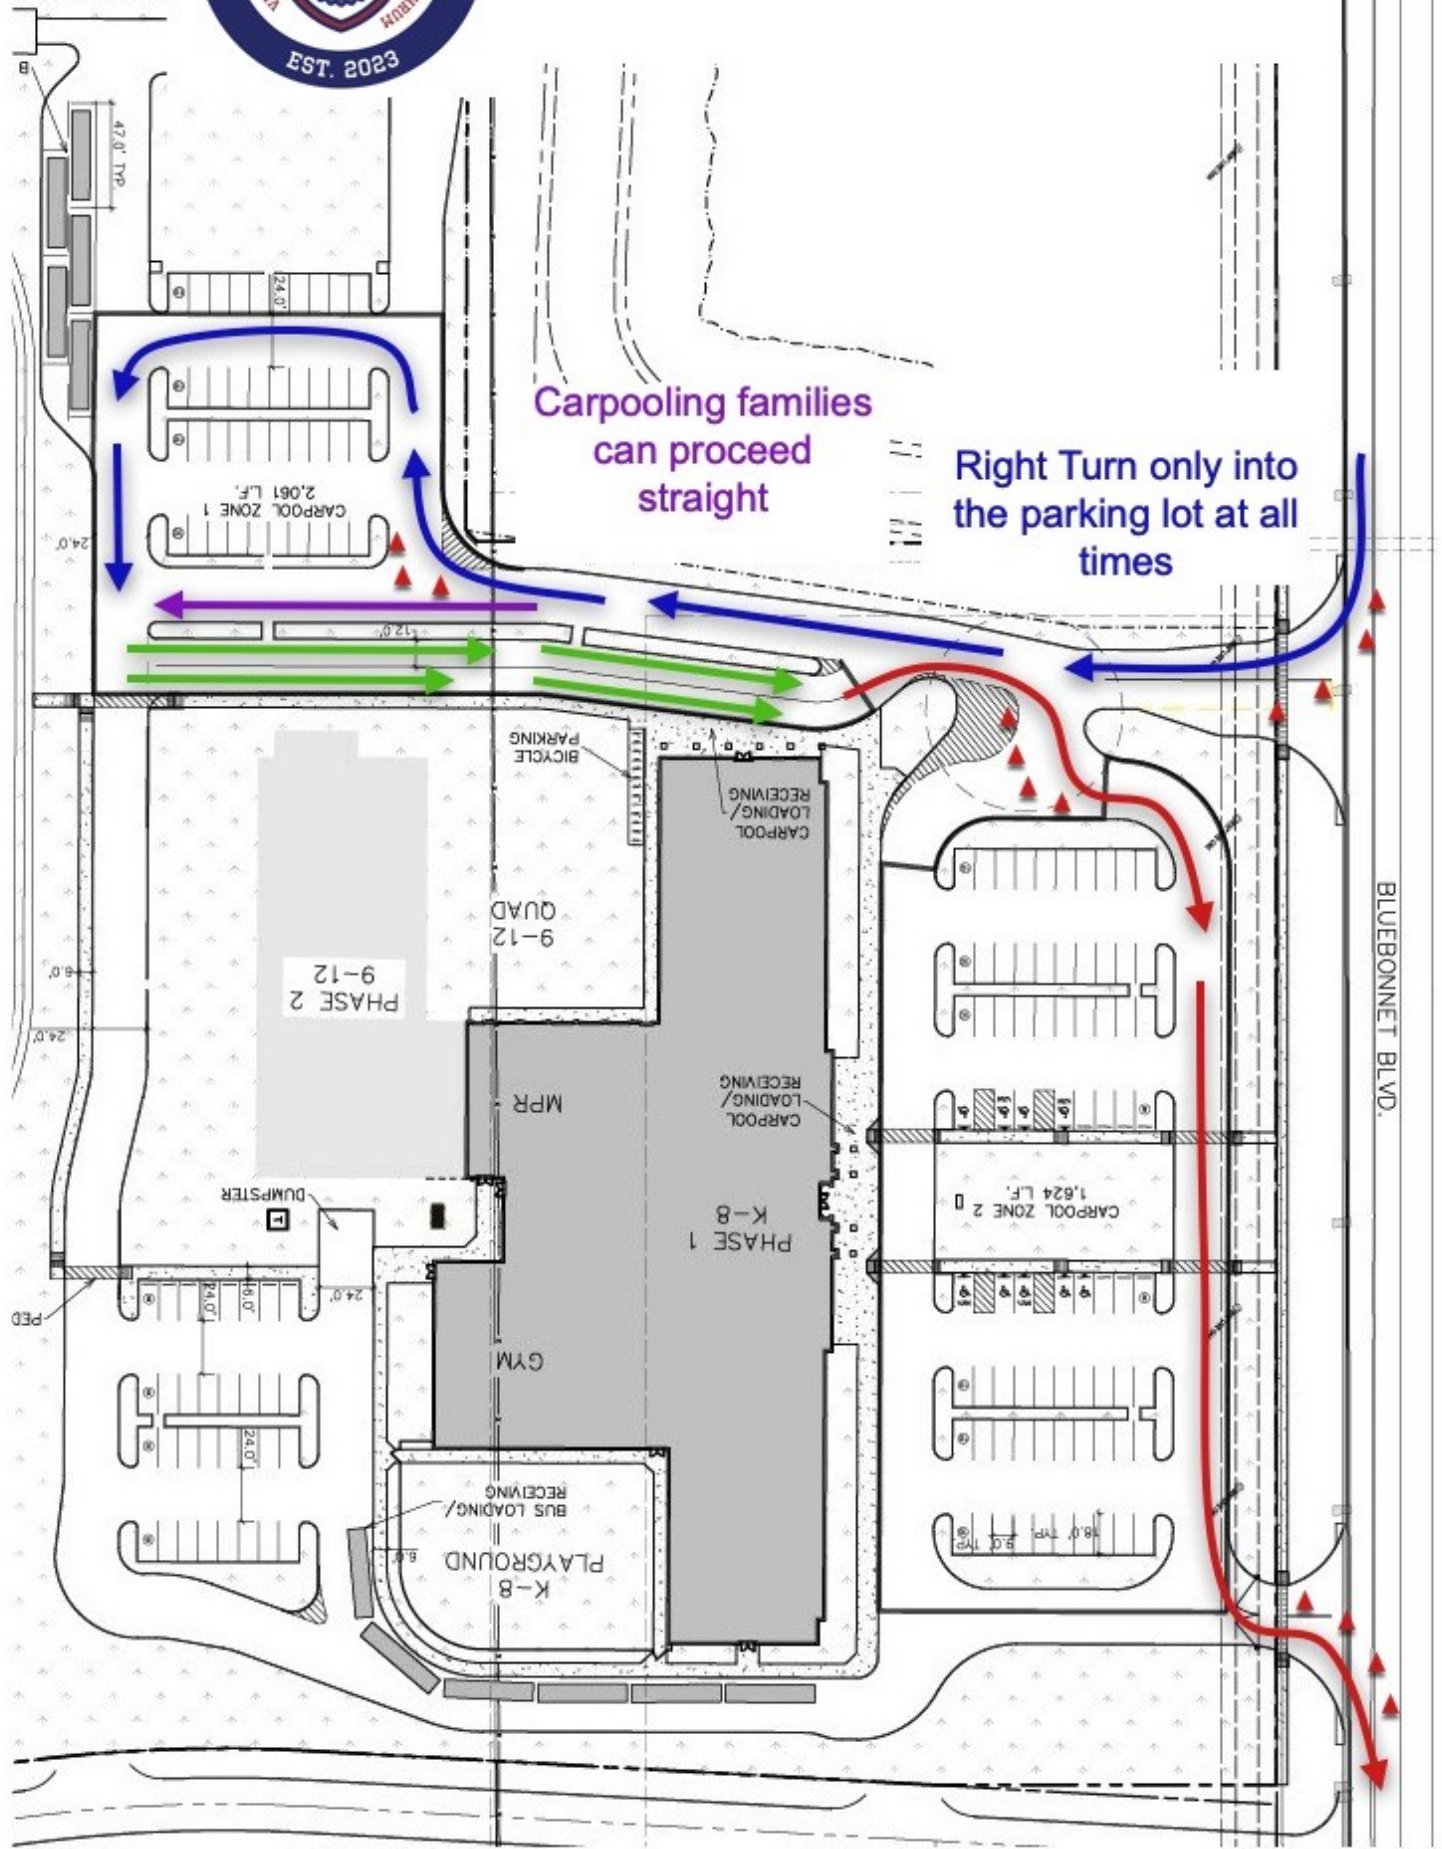 EST. 2023
B
47.0' TYP.
24.0'
Carpooling families
can proceed
straight
Right Turn only into
the parking lot at all
times
CARPOOL ZONE 1
2,061 L.F.
24.0'
12.0'
BICYCLE
PARKING
CARPOOL
LOADING/
RECEIVING
9-12
QUAD
PHASE 2
9-12
BLUEBONNET BLVD.
6.0'
24.0'
MPR
CARPOOL
LOADING/
RECEIVING
DUMPSTER
T
PHASE 1
K-8
CARPOOL ZONE 2
1,624 L.F.
PED
24.0'
6.0'
24.0'
GYM
24.0'
BUS LOADING/
RECEIVING
6.0'
K-8
PLAYGROUND
18.0' TYP.
9.0'
TYP.